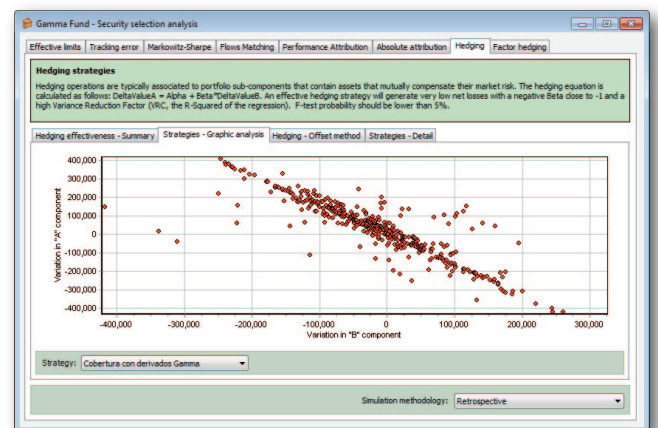 Gamma Fund - Security selection analysis
Effective limits Tracking error Markowitz-Sharpe Flows Matching Performance Attribution Absolute attribution Hedging Factor hedging
Hedging strategies
Hedging operations are typically associated to portfolio sub-components that contain assets that mutually compensate their market risk. The hedging equation is
calculated as follows: DeltaValueA = Alpha + Beta*DeltaValueB. An effective hedging strategy will generate very low net losses with a negative Beta close to -1 and a
high Variance Reduction Factor (VRC, the R-Squared of the regression). F-test probability should be lower than 5%.
Hedging effectiveness - Summary Strategies - Graphic analysis Hedging - Offset method Strategies - Detail
Variation in "A" component
400,000
300,000
200,000
100,000
0
-100,000
-200,000
-300,000
-400,000
-400,000 -300,000 -200,000 -100,000 0 100,000 200,000 300,000
Variation in "B" component
Strategy: Cobertura con derivados Gamma
Simulation methodology: Retrospective